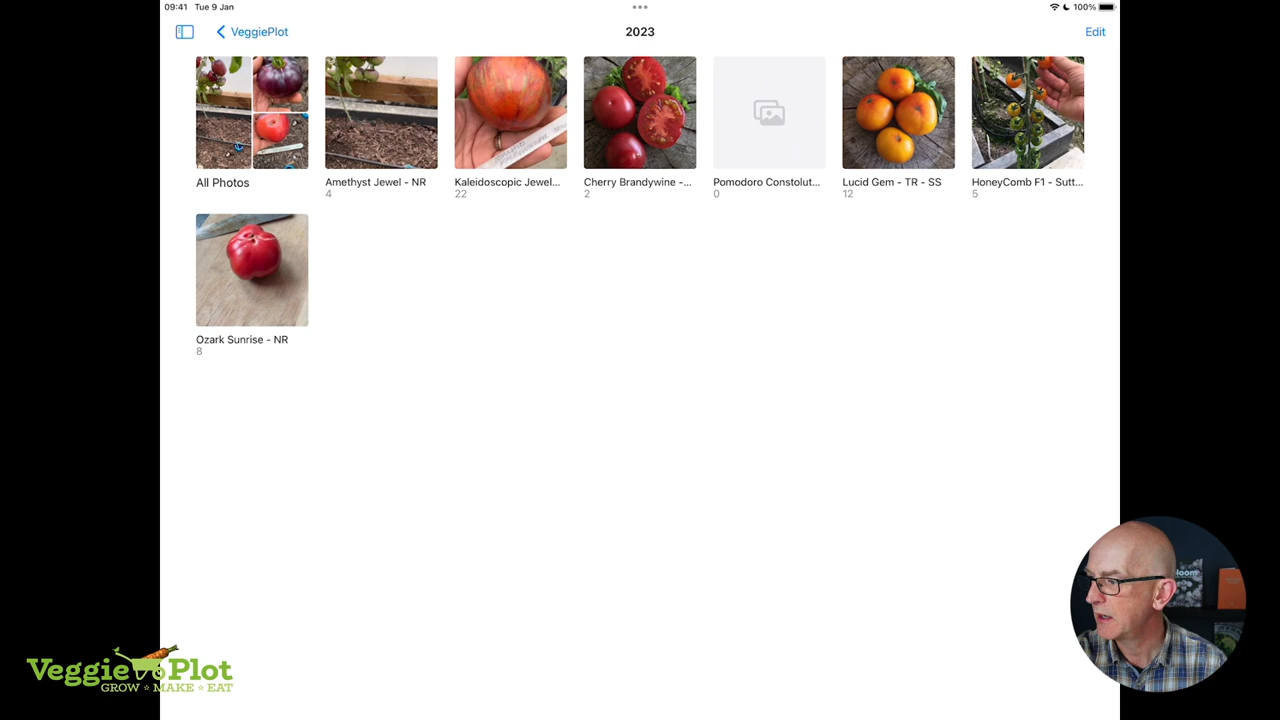 09:41 Tue 9 Jan
100%
VeggiePlot
2023
Edit
All Photos
Amethyst Jewel - NR
4
Kaleidoscopic Jewel...
22
Cherry Brandywine -...
2
Pomodoro Constolut...
0
Lucid Gem - TR - SS
12
HoneyComb F1 - Sutt...
5
Ozark Sunrise - NR
8
loom
VeggiePlot
GROW ☆ MAKE ☆ EAT